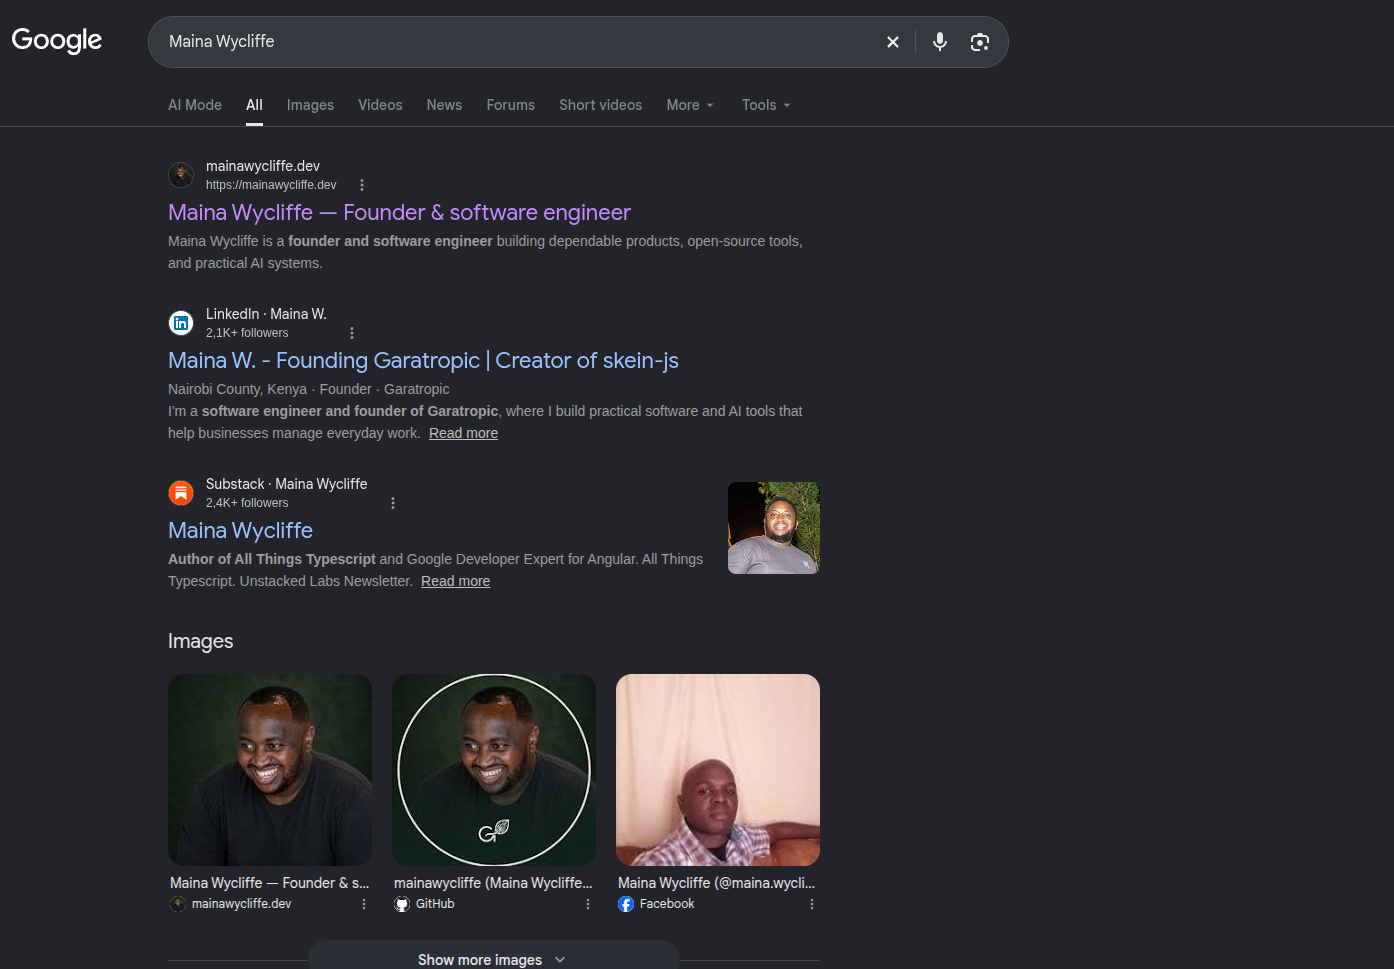 Google
Maina Wycliffe
AI Mode
All
Images
Videos
News
Forums
Short videos
More
Tools
mainawycliffe.dev
https://mainawycliffe.dev
Maina Wycliffe — Founder & software engineer
Maina Wycliffe is a founder and software engineer building dependable products, open-source tools,
and practical AI systems.
LinkedIn · Maina W.
2,1K+ followers
Maina W. - Founding Garatropic | Creator of skein-js
Nairobi County, Kenya · Founder · Garatropic
I'm a software engineer and founder of Garatropic, where I build practical software and AI tools that
help businesses manage everyday work. Read more
Substack · Maina Wycliffe
2,4K+ followers
Maina Wycliffe
Author of All Things Typescript and Google Developer Expert for Angular. All Things
Typescript. Unstacked Labs Newsletter. Read more
Images
Maina Wycliffe — Founder & s...
mainawycliffe.dev
mainawycliffe (Maina Wycliffe...
GitHub
Maina Wycliffe (@maina.wycli...
Facebook
Show more images